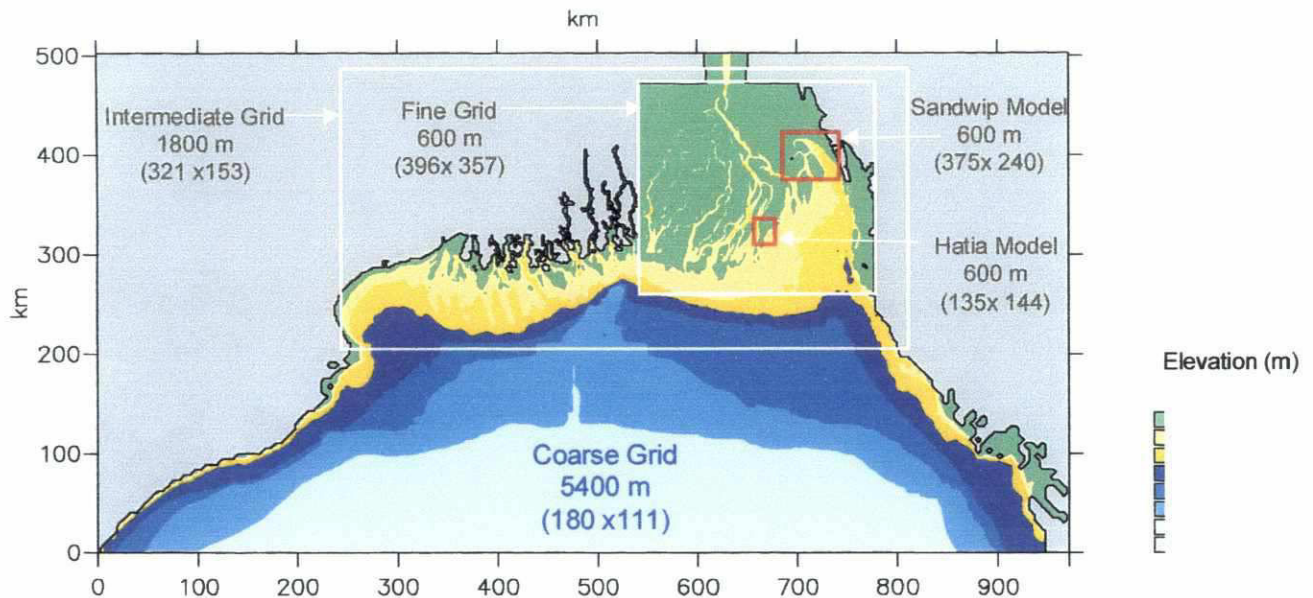 km
500
400
300
200
100
0
km
Intermediate Grid
1800 m
(321 x153)
Fine Grid
600 m
(396x 357)
Sandwip Model
600 m
(375x 240)
Hatia Model
600 m
(135x 144)
Coarse Grid
5400 m
(180 x111)
Elevation (m)
0 100 200 300 400 500 600 700 800 900